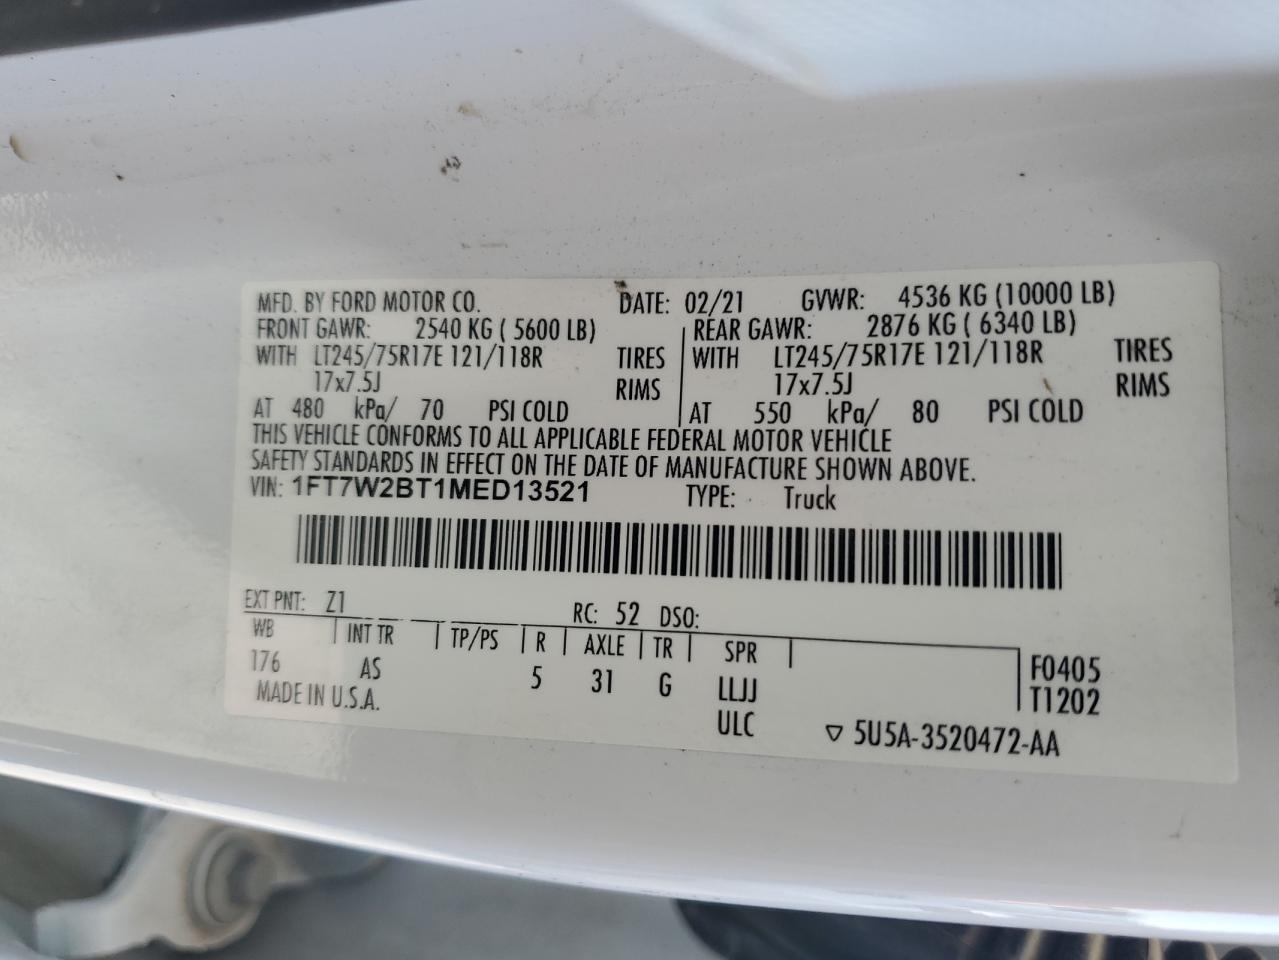 MFD. BY FORD MOTOR CO. DATE: 02/21 GVWR: 4536 KG (10000 LB)
FRONT GAWR: 2540 KG ( 5600 LB) REAR GAWR: 2876 KG ( 6340 LB)
WITH LT245/75R17E 121/118R TIRES WITH LT245/75R17E 121/118R TIRES
17x7.5J RIMS 17x7.5J RIMS
AT 480 kPa/ 70 PSI COLD AT 550 kPa/ 80 PSI COLD
THIS VEHICLE CONFORMS TO ALL APPLICABLE FEDERAL MOTOR VEHICLE
SAFETY STANDARDS IN EFFECT ON THE DATE OF MANUFACTURE SHOWN ABOVE.
VIN: 1FT7W2BT1MED13521 TYPE: Truck
EXT PNT: Z1 RC: 52 DSO:
WB INT TR TP/PS R AXLE TR SPR F0405
176 AS 5 31 G LLJJ T1202
MADE IN U.S.A. ULC ▽ 5U5A-3520472-AA